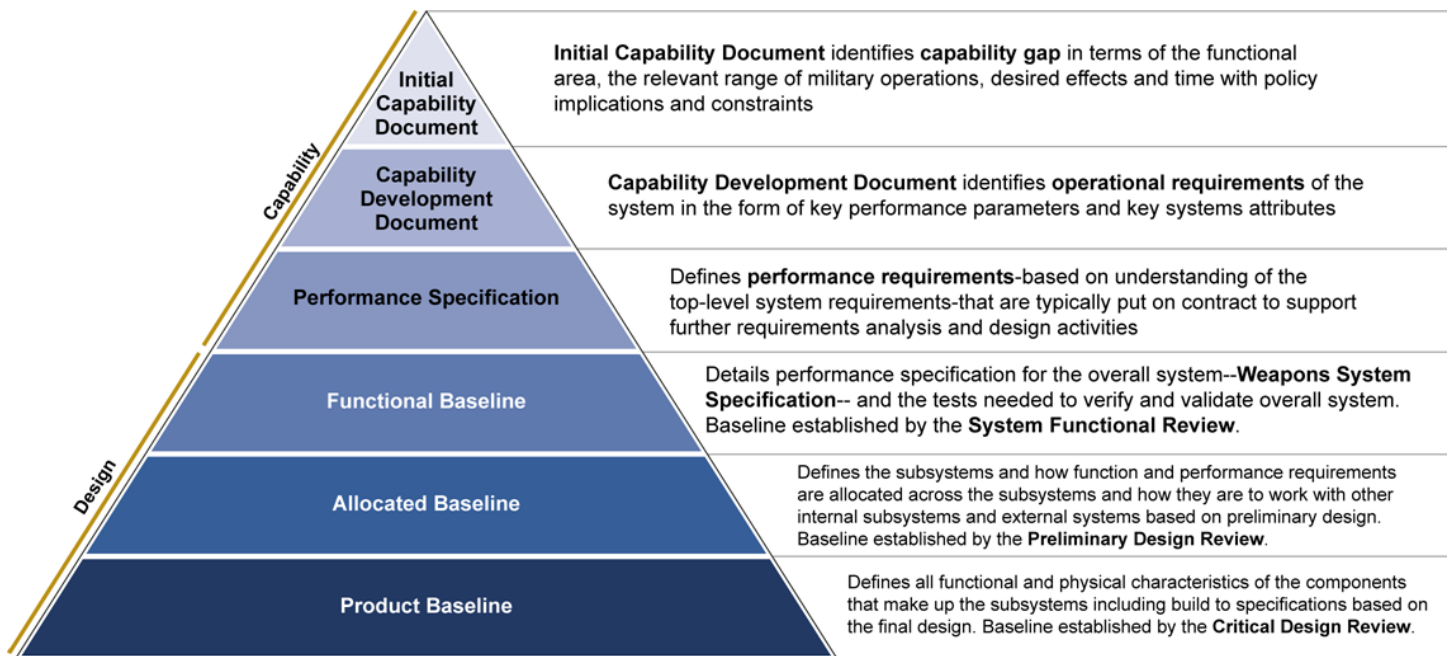 Initial
Capability
Document
Initial Capability Document identifies capability gap in terms of the functional
area, the relevant range of military operations, desired effects and time with policy
implications and constraints
Capability
Capability
Development
Document
Capability Development Document identifies operational requirements of the
system in the form of key performance parameters and key systems attributes
Performance Specification
Defines performance requirements-based on understanding of the
top-level system requirements-that are typically put on contract to support
further requirements analysis and design activities
Functional Baseline
Details performance specification for the overall system--Weapons System
Specification-- and the tests needed to verify and validate overall system.
Baseline established by the System Functional Review.
Design
Allocated Baseline
Defines the subsystems and how function and performance requirements
are allocated across the subsystems and how they are to work with other
internal subsystems and external systems based on preliminary design.
Baseline established by the Preliminary Design Review.
Product Baseline
Defines all functional and physical characteristics of the components
that make up the subsystems including build to specifications based on
the final design. Baseline established by the Critical Design Review.